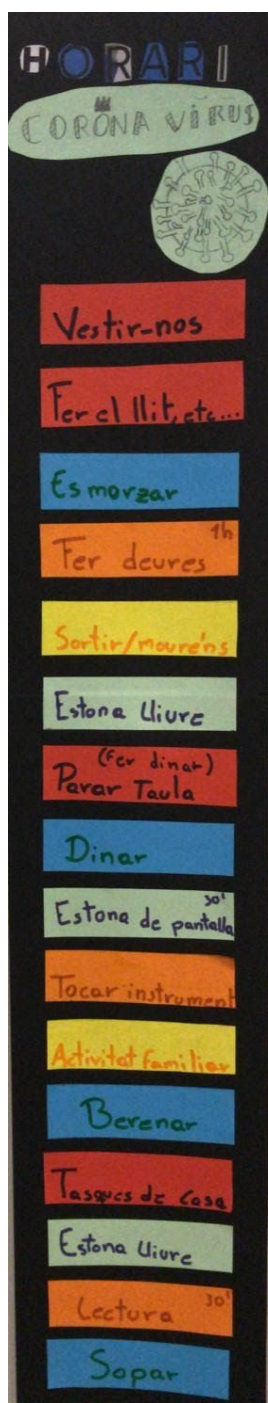 HORARI
CORONA VIRUS
Vestir-nos
Fer el llit, etc...
Esmorzar
1h
Fer deures
Sortir/moure'ns
Estona lliure
(Fer dinar)
Parar Taula
Dinar
30'
Estona de pantalla
Tocar instrument
Activitat familiar
Berenar
Tasques de casa
Estona lliure
Lectura 30'
Sopar